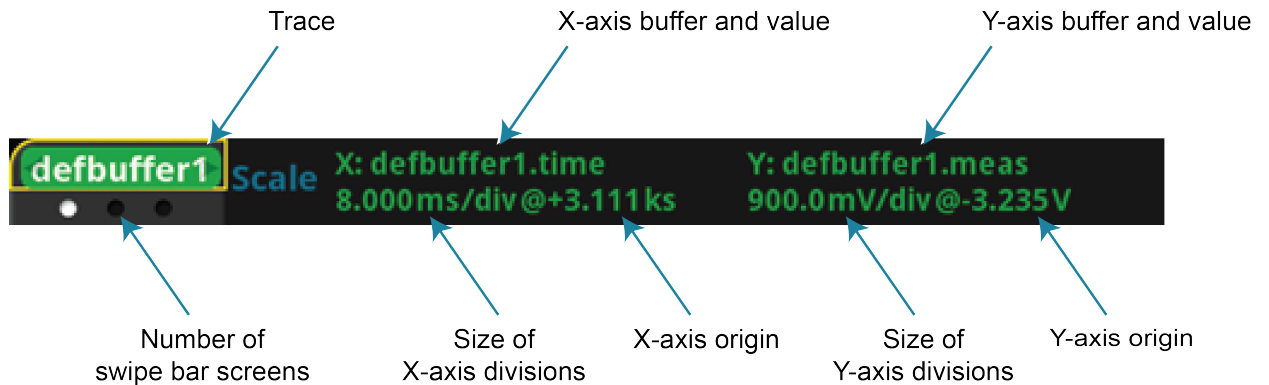 Trace
X-axis buffer and value
Y-axis buffer and value
defbuffer1
Scale
X: defbuffer1.time
8.000ms/div@+3.111ks
Y: defbuffer1.meas
900.0mV/div@-3.235V
Number of
swipe bar screens
Size of
X-axis divisions
X-axis origin
Size of
Y-axis divisions
Y-axis origin